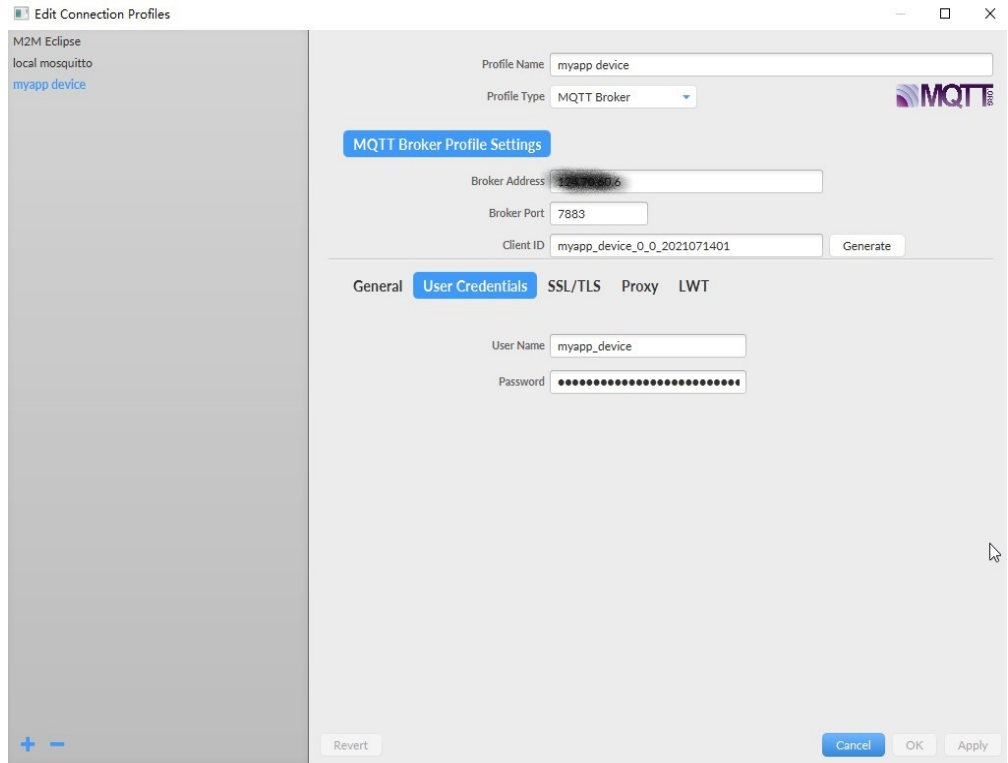 Edit Connection Profiles
M2M Eclipse
local mosquitto
myapp device
Profile Name myapp device
Profile Type MQTT Broker
MQTT.ORG
MQTT Broker Profile Settings
Broker Address
Broker Port 7883
Client ID myapp_device_0_0_2021071401 Generate
General User Credentials SSL/TLS Proxy LWT
User Name myapp_device
Password
Revert Cancel OK Apply